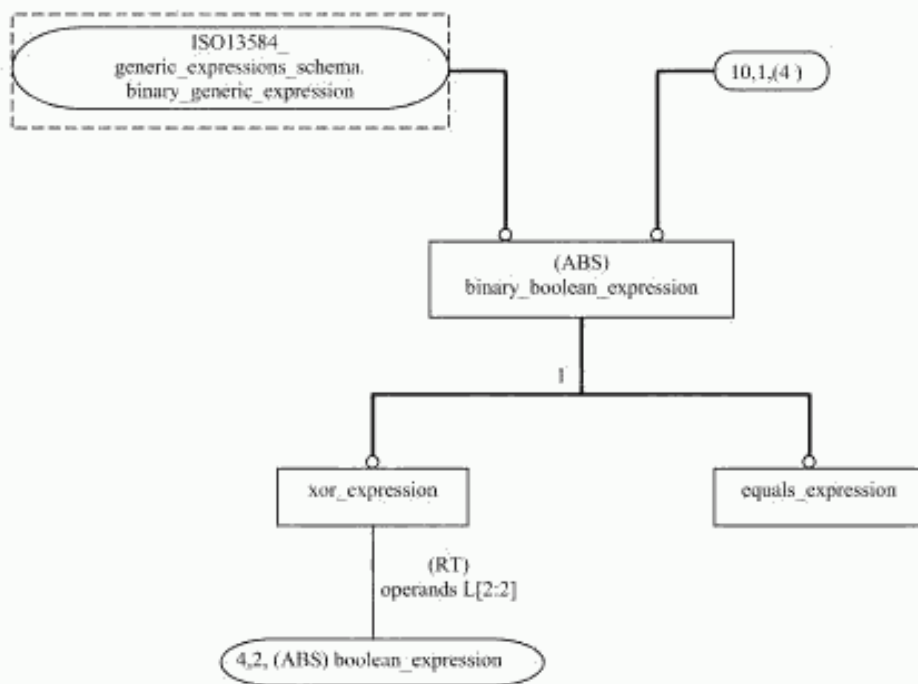 ISO13584_
generic_expressions_schema.
binary_generic_expression
10,1,(4 )
(ABS)
binary_boolean_expression
1
xor_expression
equals_expression
(RT)
operands L[2:2]
4,2, (ABS) boolean_expression